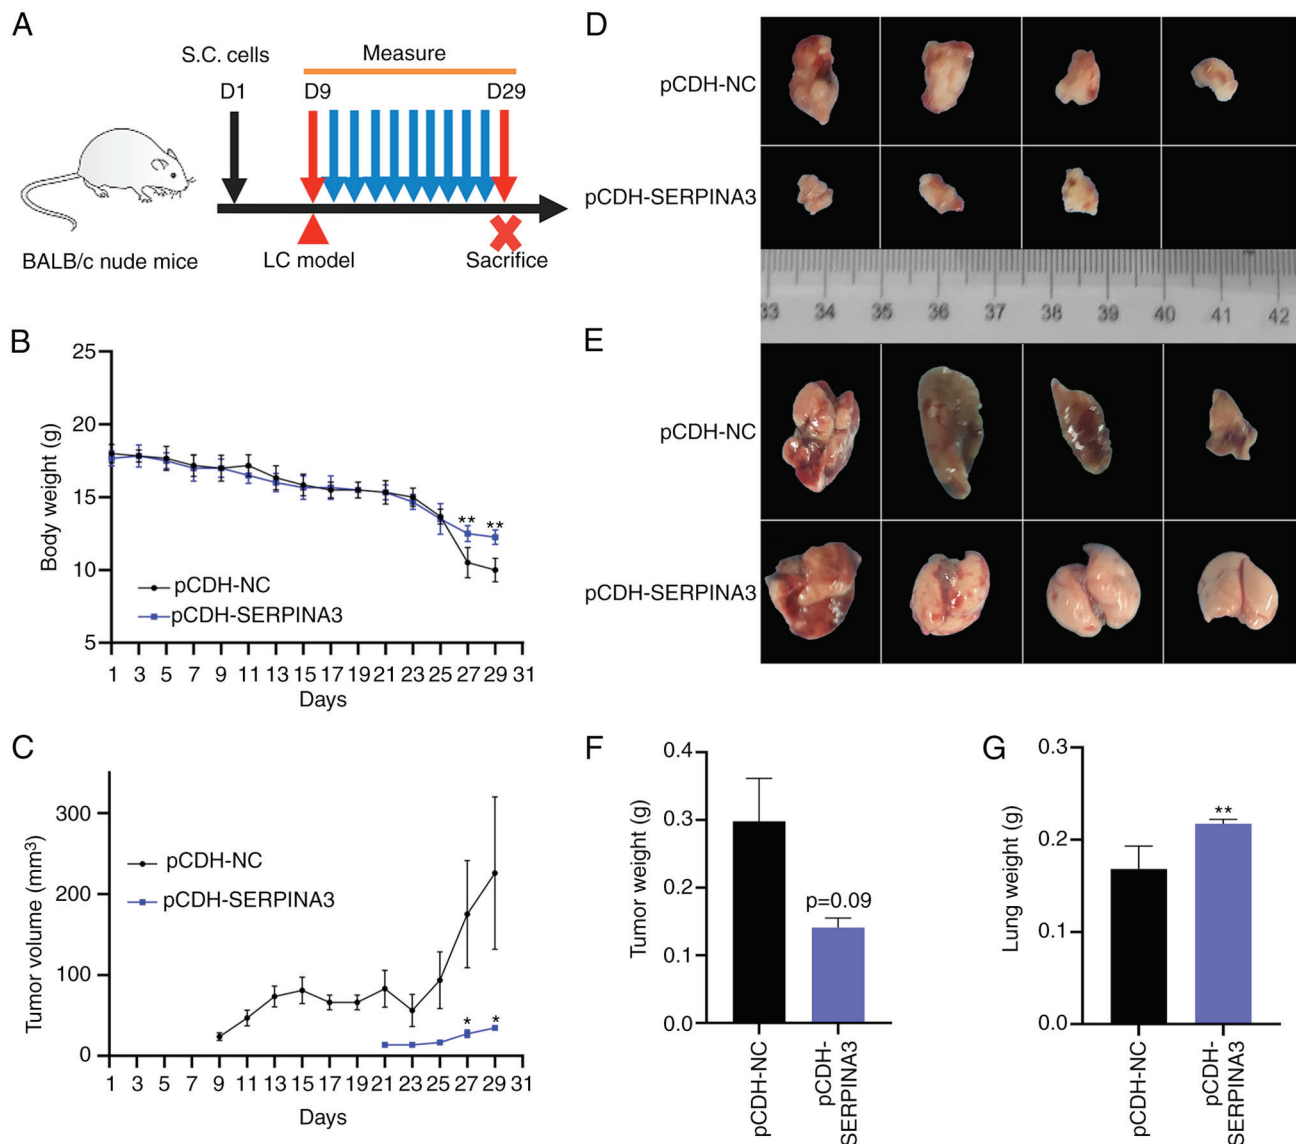 A
S.C. cells
Measure
D1
D9
D29
BALB/c nude mice
LC model
Sacrifice
B
25
20
15
10
5
Body weight (g)
**
**
pCDH-NC
pCDH-SERPINA3
1 3 5 7 9 11 13 15 17 19 21 23 25 27 29 31
Days
C
300
200
100
0
Tumor volume (mm³)
pCDH-NC
pCDH-SERPINA3
*
*
1 3 5 7 9 11 13 15 17 19 21 23 25 27 29 31
Days
D
pCDH-NC
pCDH-SERPINA3
33 34 35 36 37 38 39 40 41 42
E
pCDH-NC
pCDH-SERPINA3
F
0.4
0.3
0.2
0.1
0.0
Tumor weight (g)
p=0.09
pCDH-NC
pCDH-
SERPINA3
G
0.3
0.2
0.1
0.0
Lung weight (g)
**
pCDH-NC
pCDH-
SERPINA3